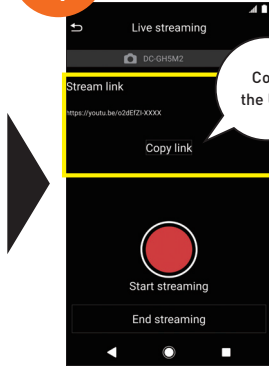 Live streaming
DC-GH5M2
Stream link
https://youtu.be/o2dEfZI-XXXX
Copy link
Start streaming
End streaming